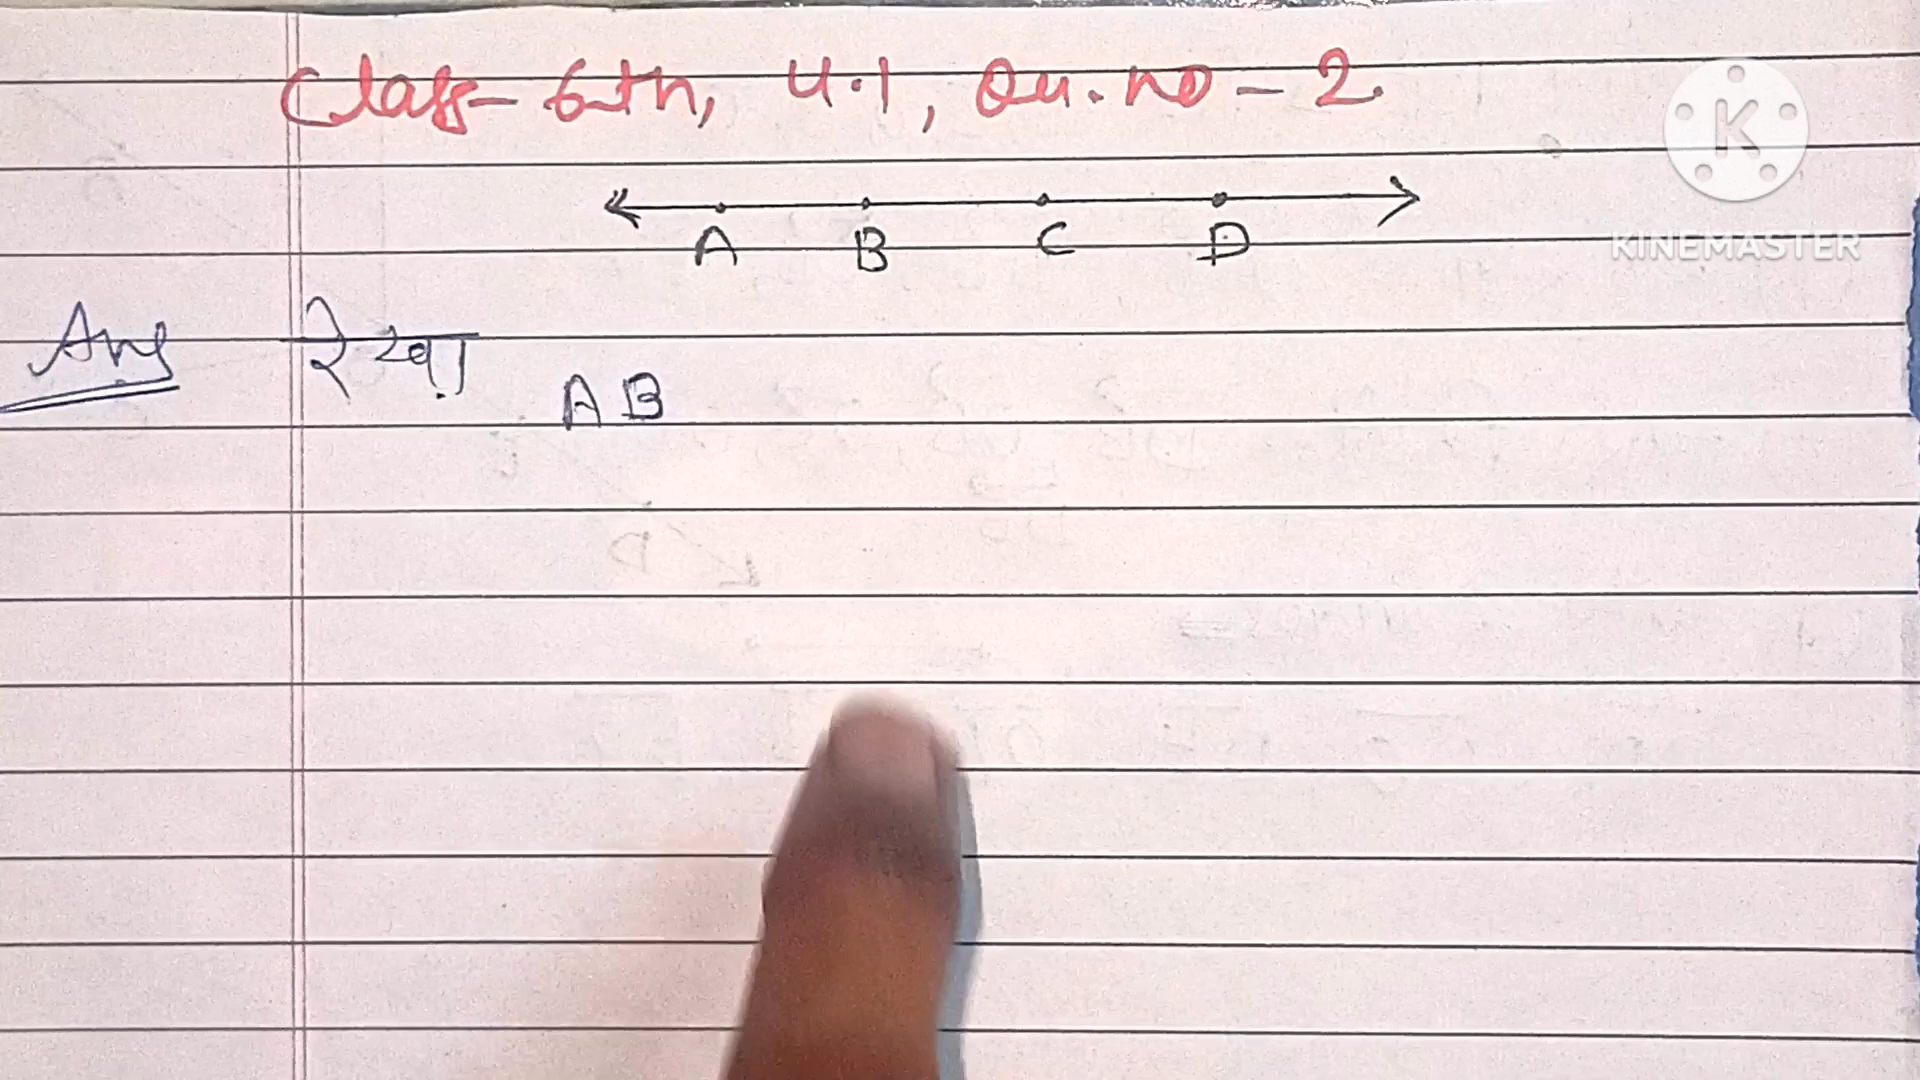 Class- 6th, 4.1, Qu. no - 2.
K
KINEMASTER
A B C D
Ans रेखा AB